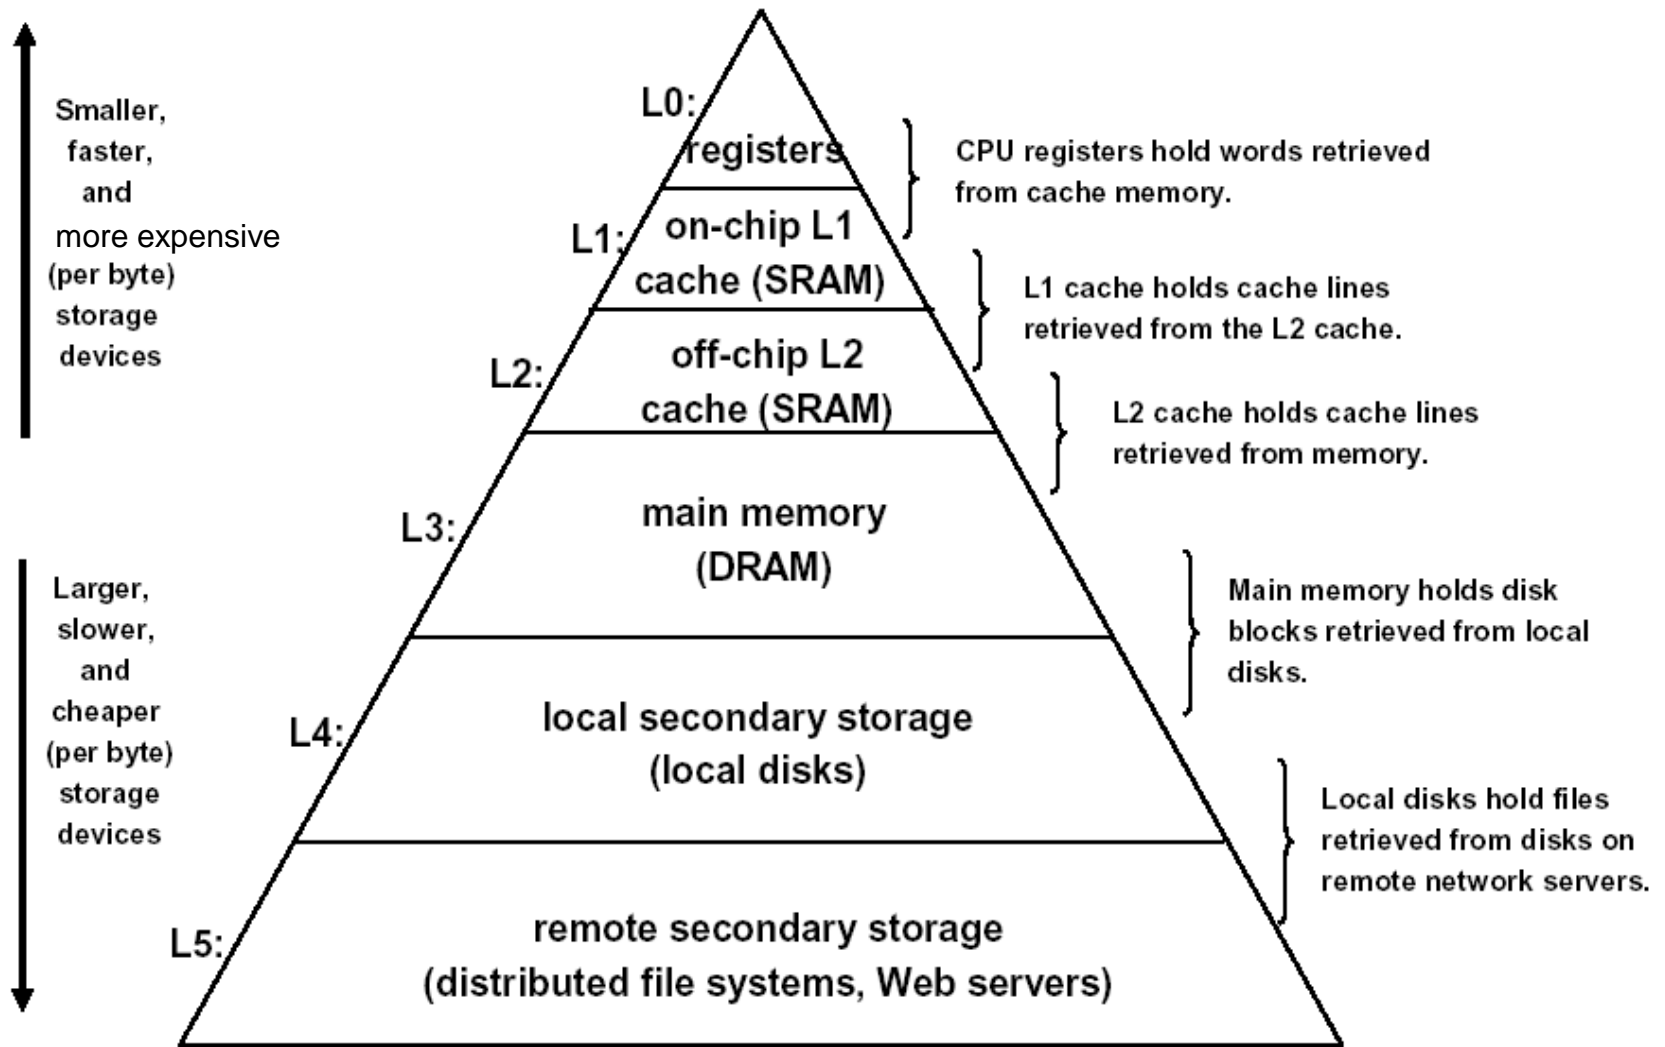 Smaller,
faster,
and
more expensive
(per byte)
storage
devices
Larger,
slower,
and
cheaper
(per byte)
storage
devices
L0:
registers
L1:
on-chip L1
cache (SRAM)
L2:
off-chip L2
cache (SRAM)
L3:
main memory
(DRAM)
L4:
local secondary storage
(local disks)
L5:
remote secondary storage
(distributed file systems, Web servers)
CPU registers hold words retrieved
from cache memory.
L1 cache holds cache lines
retrieved from the L2 cache.
L2 cache holds cache lines
retrieved from memory.
Main memory holds disk
blocks retrieved from local
disks.
Local disks hold files
retrieved from disks on
remote network servers.